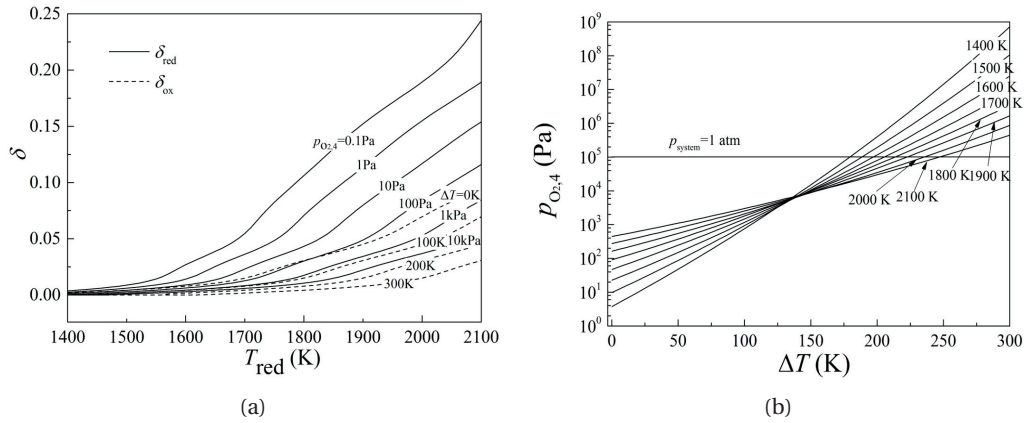 0.25
0.20
0.15
0.10
0.05
0.00
δ
δred
δox
pO2,4=0.1Pa
1Pa
10Pa
100Pa
ΔT=0K
1kPa
100K
10kPa
200K
300K
1400 1500 1600 1700 1800 1900 2000 2100
Tred (K)
(a)
10⁹
10⁸
10⁷
10⁶
10⁵
10⁴
10³
10²
10¹
10⁰
pO2,4 (Pa)
1400 K
1500 K
1600 K
1700 K
psystem=1 atm
1800 K
1900 K
2000 K
2100 K
0 50 100 150 200 250 300
ΔT (K)
(b)